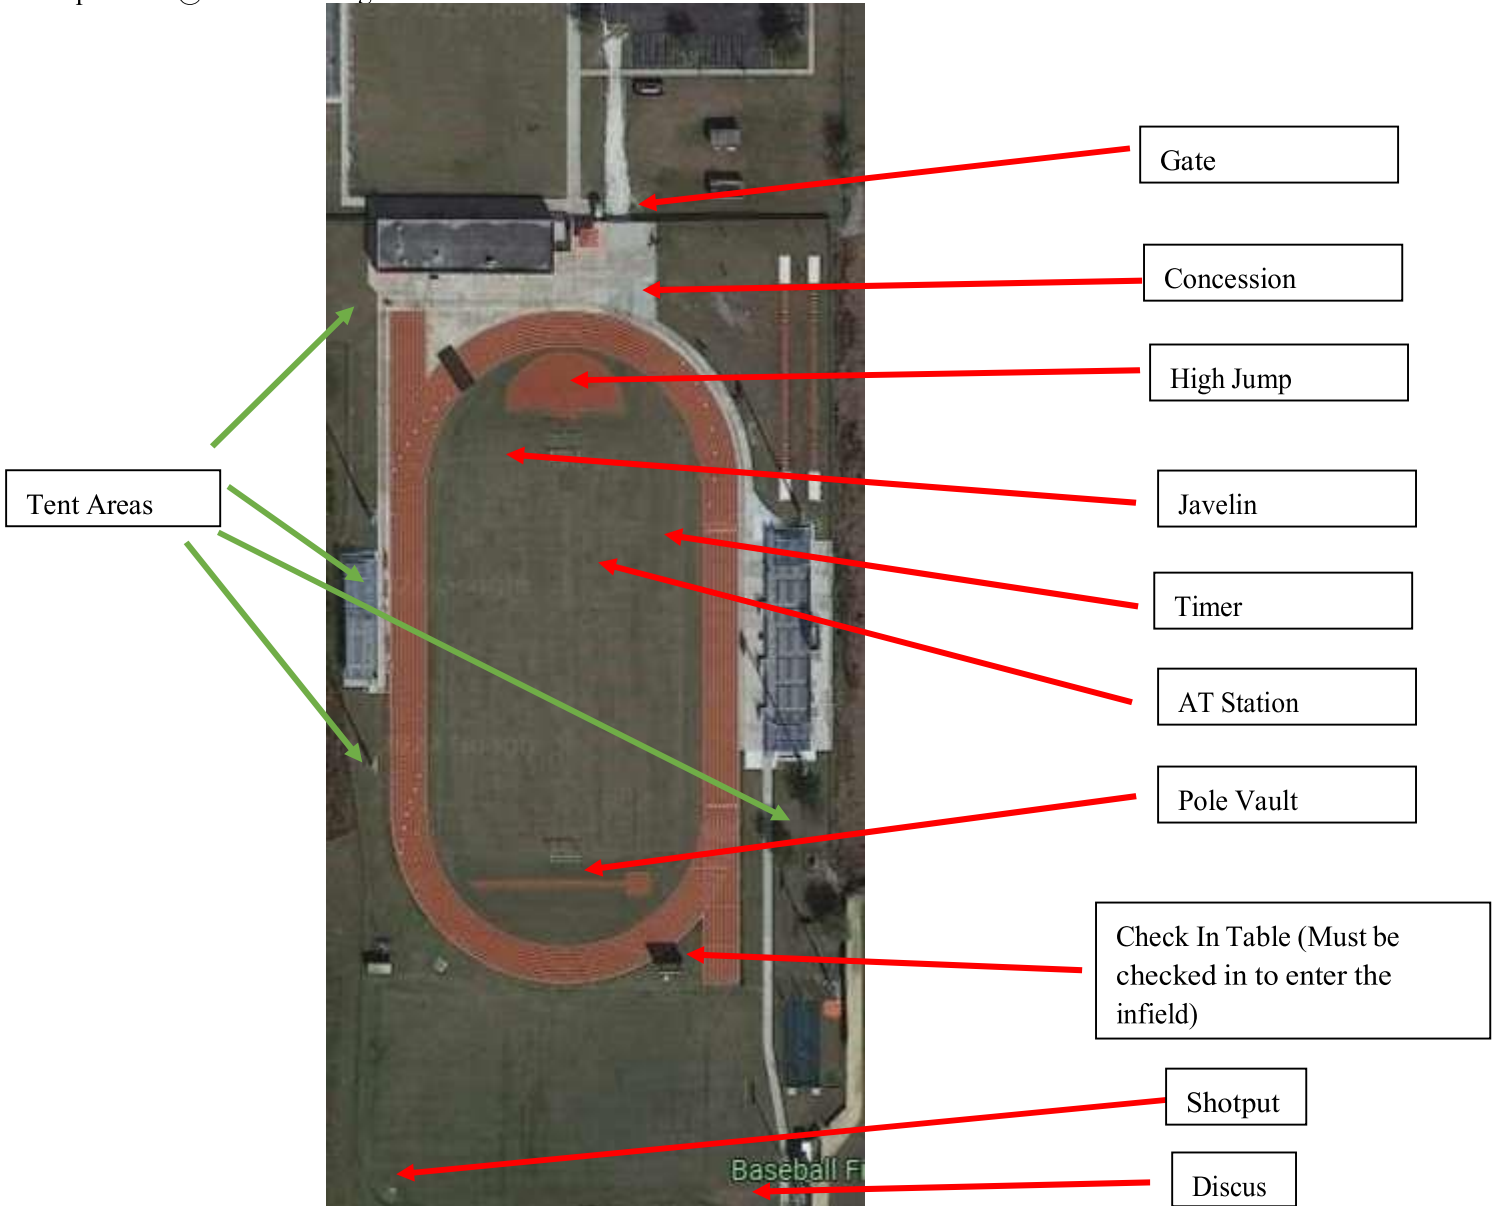 Gate
Concession
High Jump
Javelin
Tent Areas
Timer
AT Station
Pole Vault
Check In Table (Must be
checked in to enter the
infield)
Shotput
Baseball Fi
Discus